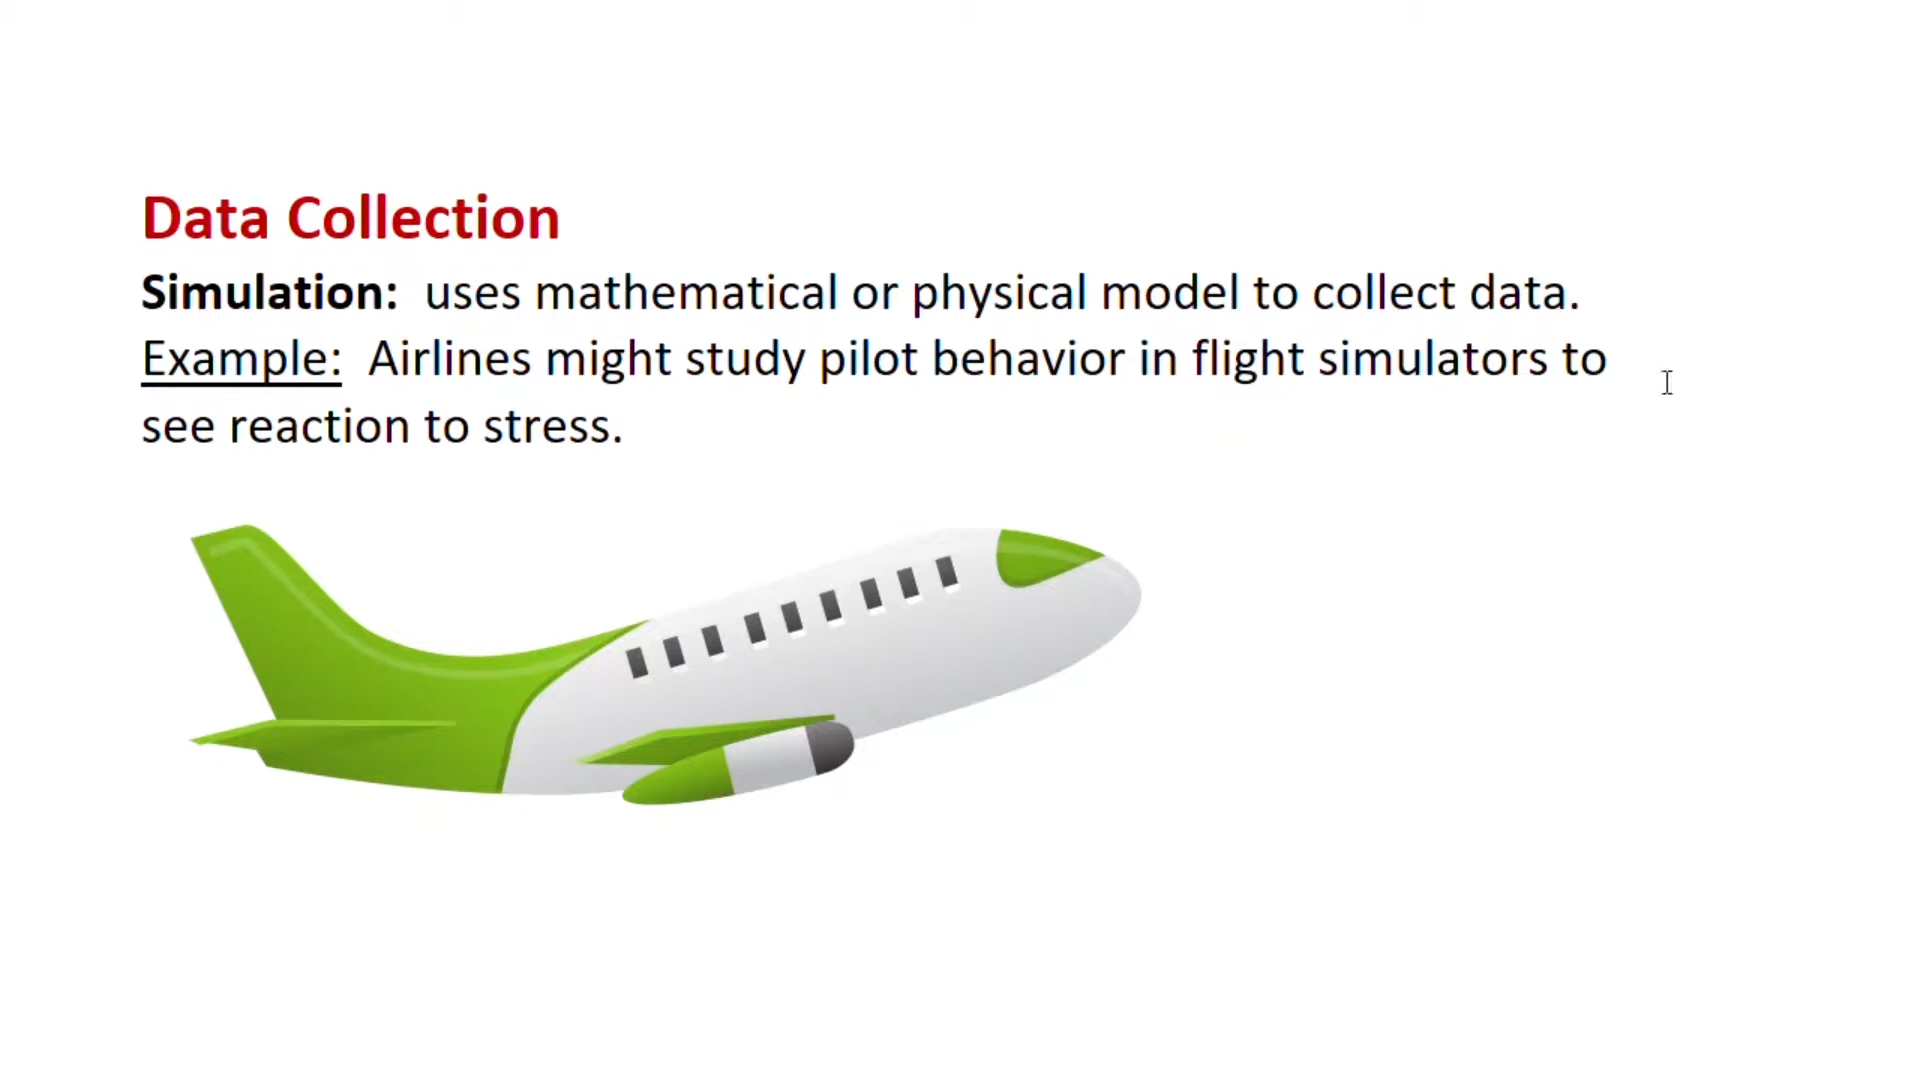 Data Collection
Simulation:  uses mathematical or physical model to collect data.
Example:  Airlines might study pilot behavior in flight simulators to
see reaction to stress.